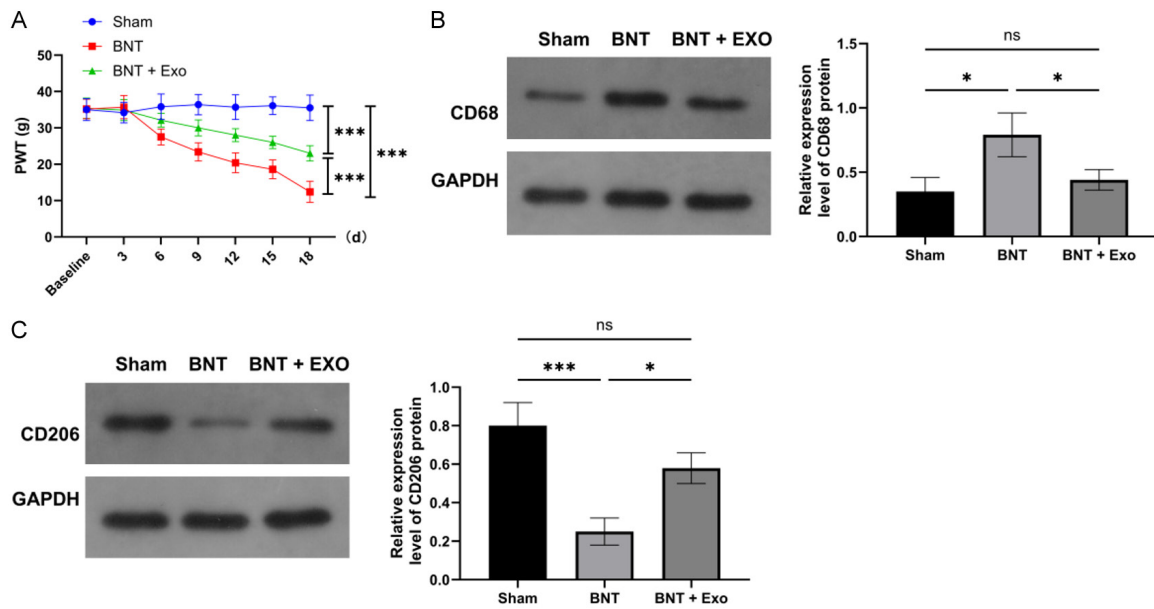 A
Sham
BNT
BNT + Exo
50
40
30
20
10
0
PWT (g)
***
***
***
(d)
Baseline
3
6
9
12
15
18
B
Sham BNT BNT + EXO
CD68
GAPDH
1.5
1.0
0.5
0.0
Relative expression
level of CD68 protein
ns
*
*
Sham
BNT
BNT + Exo
C
Sham BNT BNT + EXO
CD206
GAPDH
1.0
0.8
0.6
0.4
0.2
0.0
Relative expression
level of CD206 protein
ns
***
*
Sham
BNT
BNT + Exo